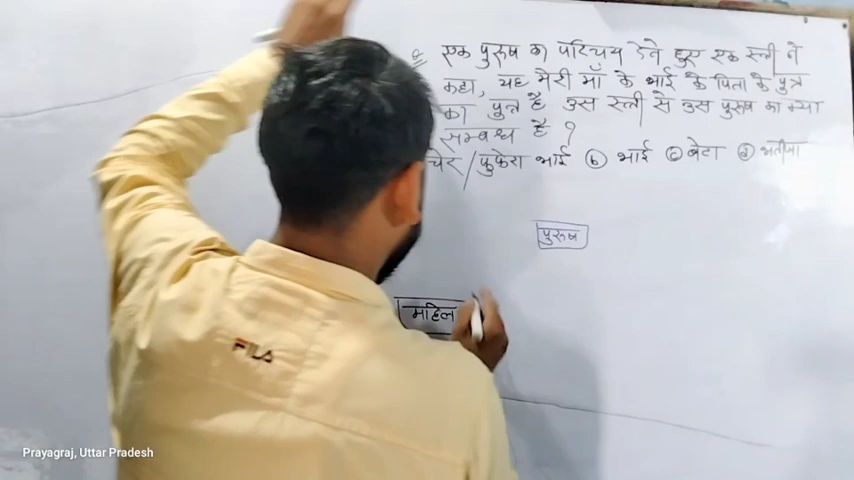 एक पुरुष का परिचय देते हुए एक स्त्री ने
कहा, यह मेरी माँ के भाई के पिता के पुत्र
का पुत्र है उस स्त्री से उस पुरुष का क्या
सम्बन्ध है ?
चेरे/फुफेरा भाई (b) भाई (c) बेटा (d) भतीजा
पुरुष
महिल
FILA
Prayagraj, Uttar Pradesh